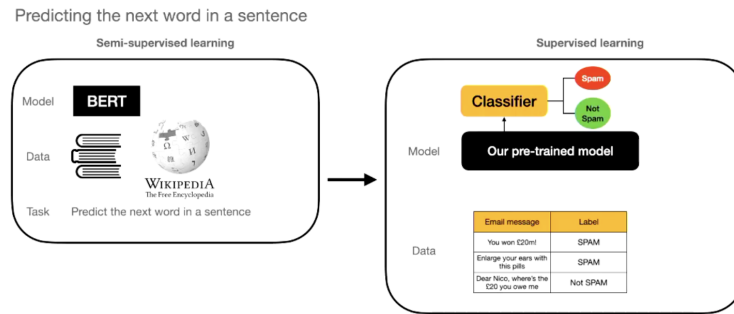 Predicting the next word in a sentence
Semi-supervised learning
Model
BERT
Data
WIKIPEDIA
The Free Encyclopedia
Task
Predict the next word in a sentence
Supervised learning
Spam
Classifier
Not
Spam
Model
Our pre-trained model
Data
Email message
Label
You won £20m!
SPAM
Enlarge your ears with
this pills
SPAM
Dear Nico, where's the
£20 you owe me
Not SPAM